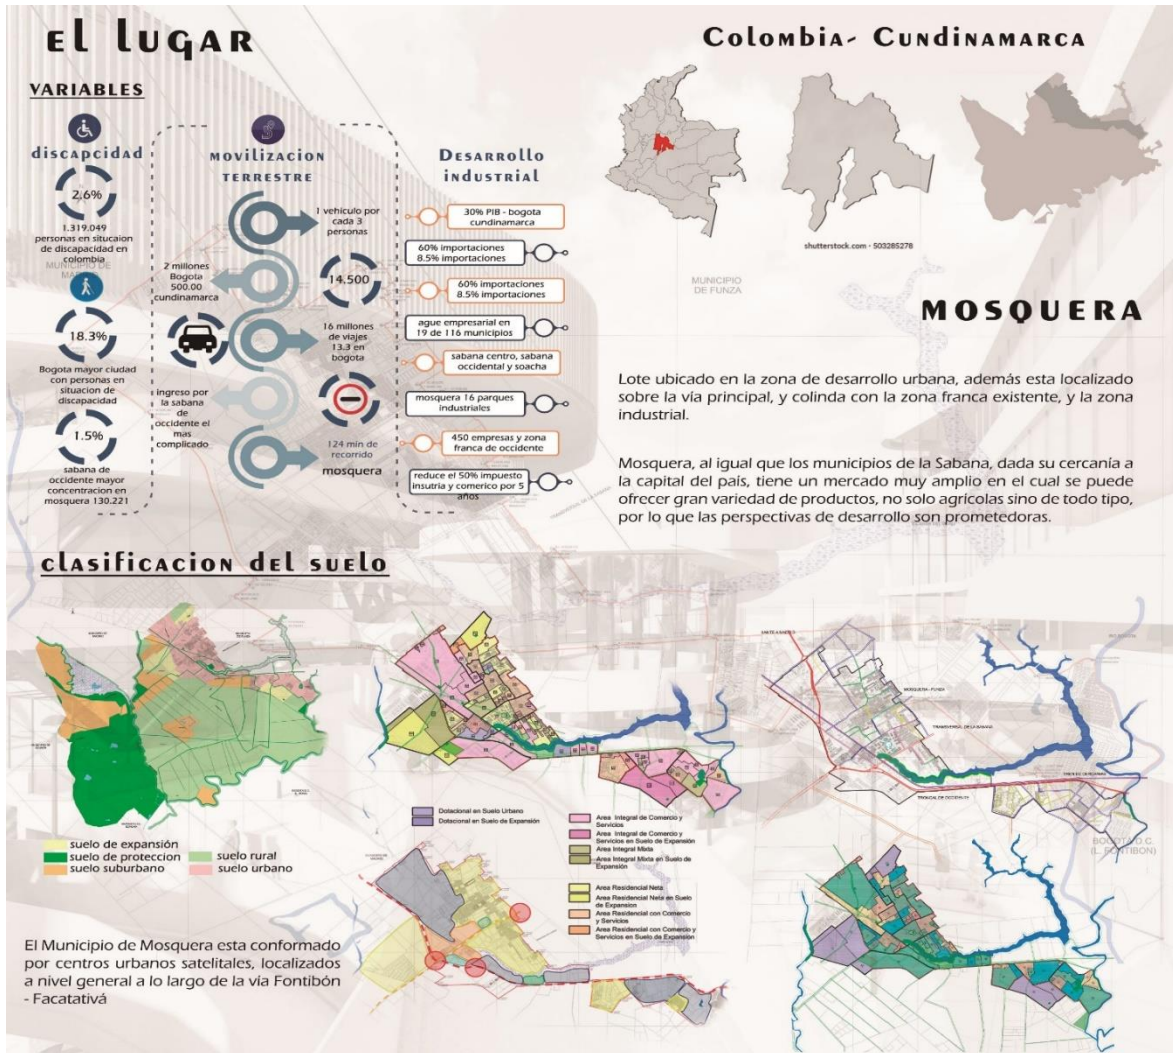 el lugar
VARIABLES
discapcidad
2.6%
1.319.049
personas en situcaion
de discapacidad en
colombia
18.3%
Bogota mayor ciudad
con personas en
situacion de
discapacidad
1.5%
sabana de
occidente mayor
concentracion en
mosquera 130.221
movilizacion
terrestre
1 vehiculo por
cada 3
personas
2 millones
Bogota
500.00
cundinamarca
14.500
16 millones
de viajes
13.3 en
bogota
ingreso por
la sabana
de
occidente el
mas
complicado
124 min de
recorrido
mosquera
Desarrollo
industrial
30% PIB - bogota
cundinamarca
60% importaciones
8.5% importaciones
60% importaciones
8.5% importaciones
ague empresarial en
19 de 116 municipios
sabana centro, sabana
occidental y soacha
mosquera 16 parques
industriales
450 empresas y zona
franca de occidente
reduce el 50% impuesto
insutria y comerico por 5
años
Colombia- Cundinamarca
shutterstock.com · 503285278
MUNICIPIO
DE FUNZA
MOSQUERA
Lote ubicado en la zona de desarrollo urbana, además esta localizado
sobre la vía principal, y colinda con la zona franca existente, y la zona
industrial.
Mosquera, al igual que los municipios de la Sabana, dada su cercanía a
la capital del país, tiene un mercado muy amplio en el cual se puede
ofrecer gran variedad de productos, no solo agrícolas sino de todo tipo,
por lo que las perspectivas de desarrollo son prometedoras.
clasificacion del suelo
suelo de expansión
suelo de proteccion
suelo suburbano
suelo rural
suelo urbano
El Municipio de Mosquera esta conformado
por centros urbanos satelitales, localizados
a nivel general a lo largo de la vía Fontibón
- Facatativá
Dotacional en Suelo Urbano
Dotacional en Suelo de Expansión
Area Integral de Comercio y
Servicios
Area Integral de Comercio y
Servicios en Suelo de Expansión
Area Integral Mixta
Area Integral Mixta en Suelo de
Expansión
Area Residencial Neta
Area Residencial Neta en Suelo
de Expansion
Area Residencial con Comercio
y Servicios
Area Residencial con Comercio y
Servicios en Suelo de Expansión
MOSQUERA - FUNZA
TRANSVERSAL DE LA SABANA
TRONCAL DE OCCIDENTE
BOGOTA D.C.
(L. FONTIBON)